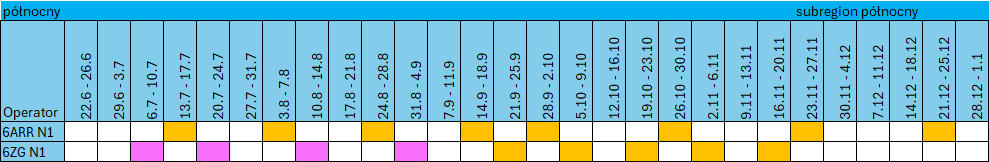 północny subregion północny
Operator 22.6 - 26.6 29.6 - 3.7 6.7 - 10.7 13.7 - 17.7 20.7 - 24.7 27.7 - 31.7 3.8 - 7.8 10.8 - 14.8 17.8 - 21.8 24.8 - 28.8 31.8 - 4.9 7.9 - 11.9 14.9 - 18.9 21.9 - 25.9 28.9 - 2.10 5.10 - 9.10 12.10 - 16.10 19.10 - 23.10 26.10 - 30.10 2.11 - 6.11 9.11 - 13.11 16.11 - 20.11 23.11 - 27.11 30.11 - 4.12 7.12 - 11.12 14.12 - 18.12 21.12 - 25.12 28.12 - 1.1
6ARR N1
6ZG N1